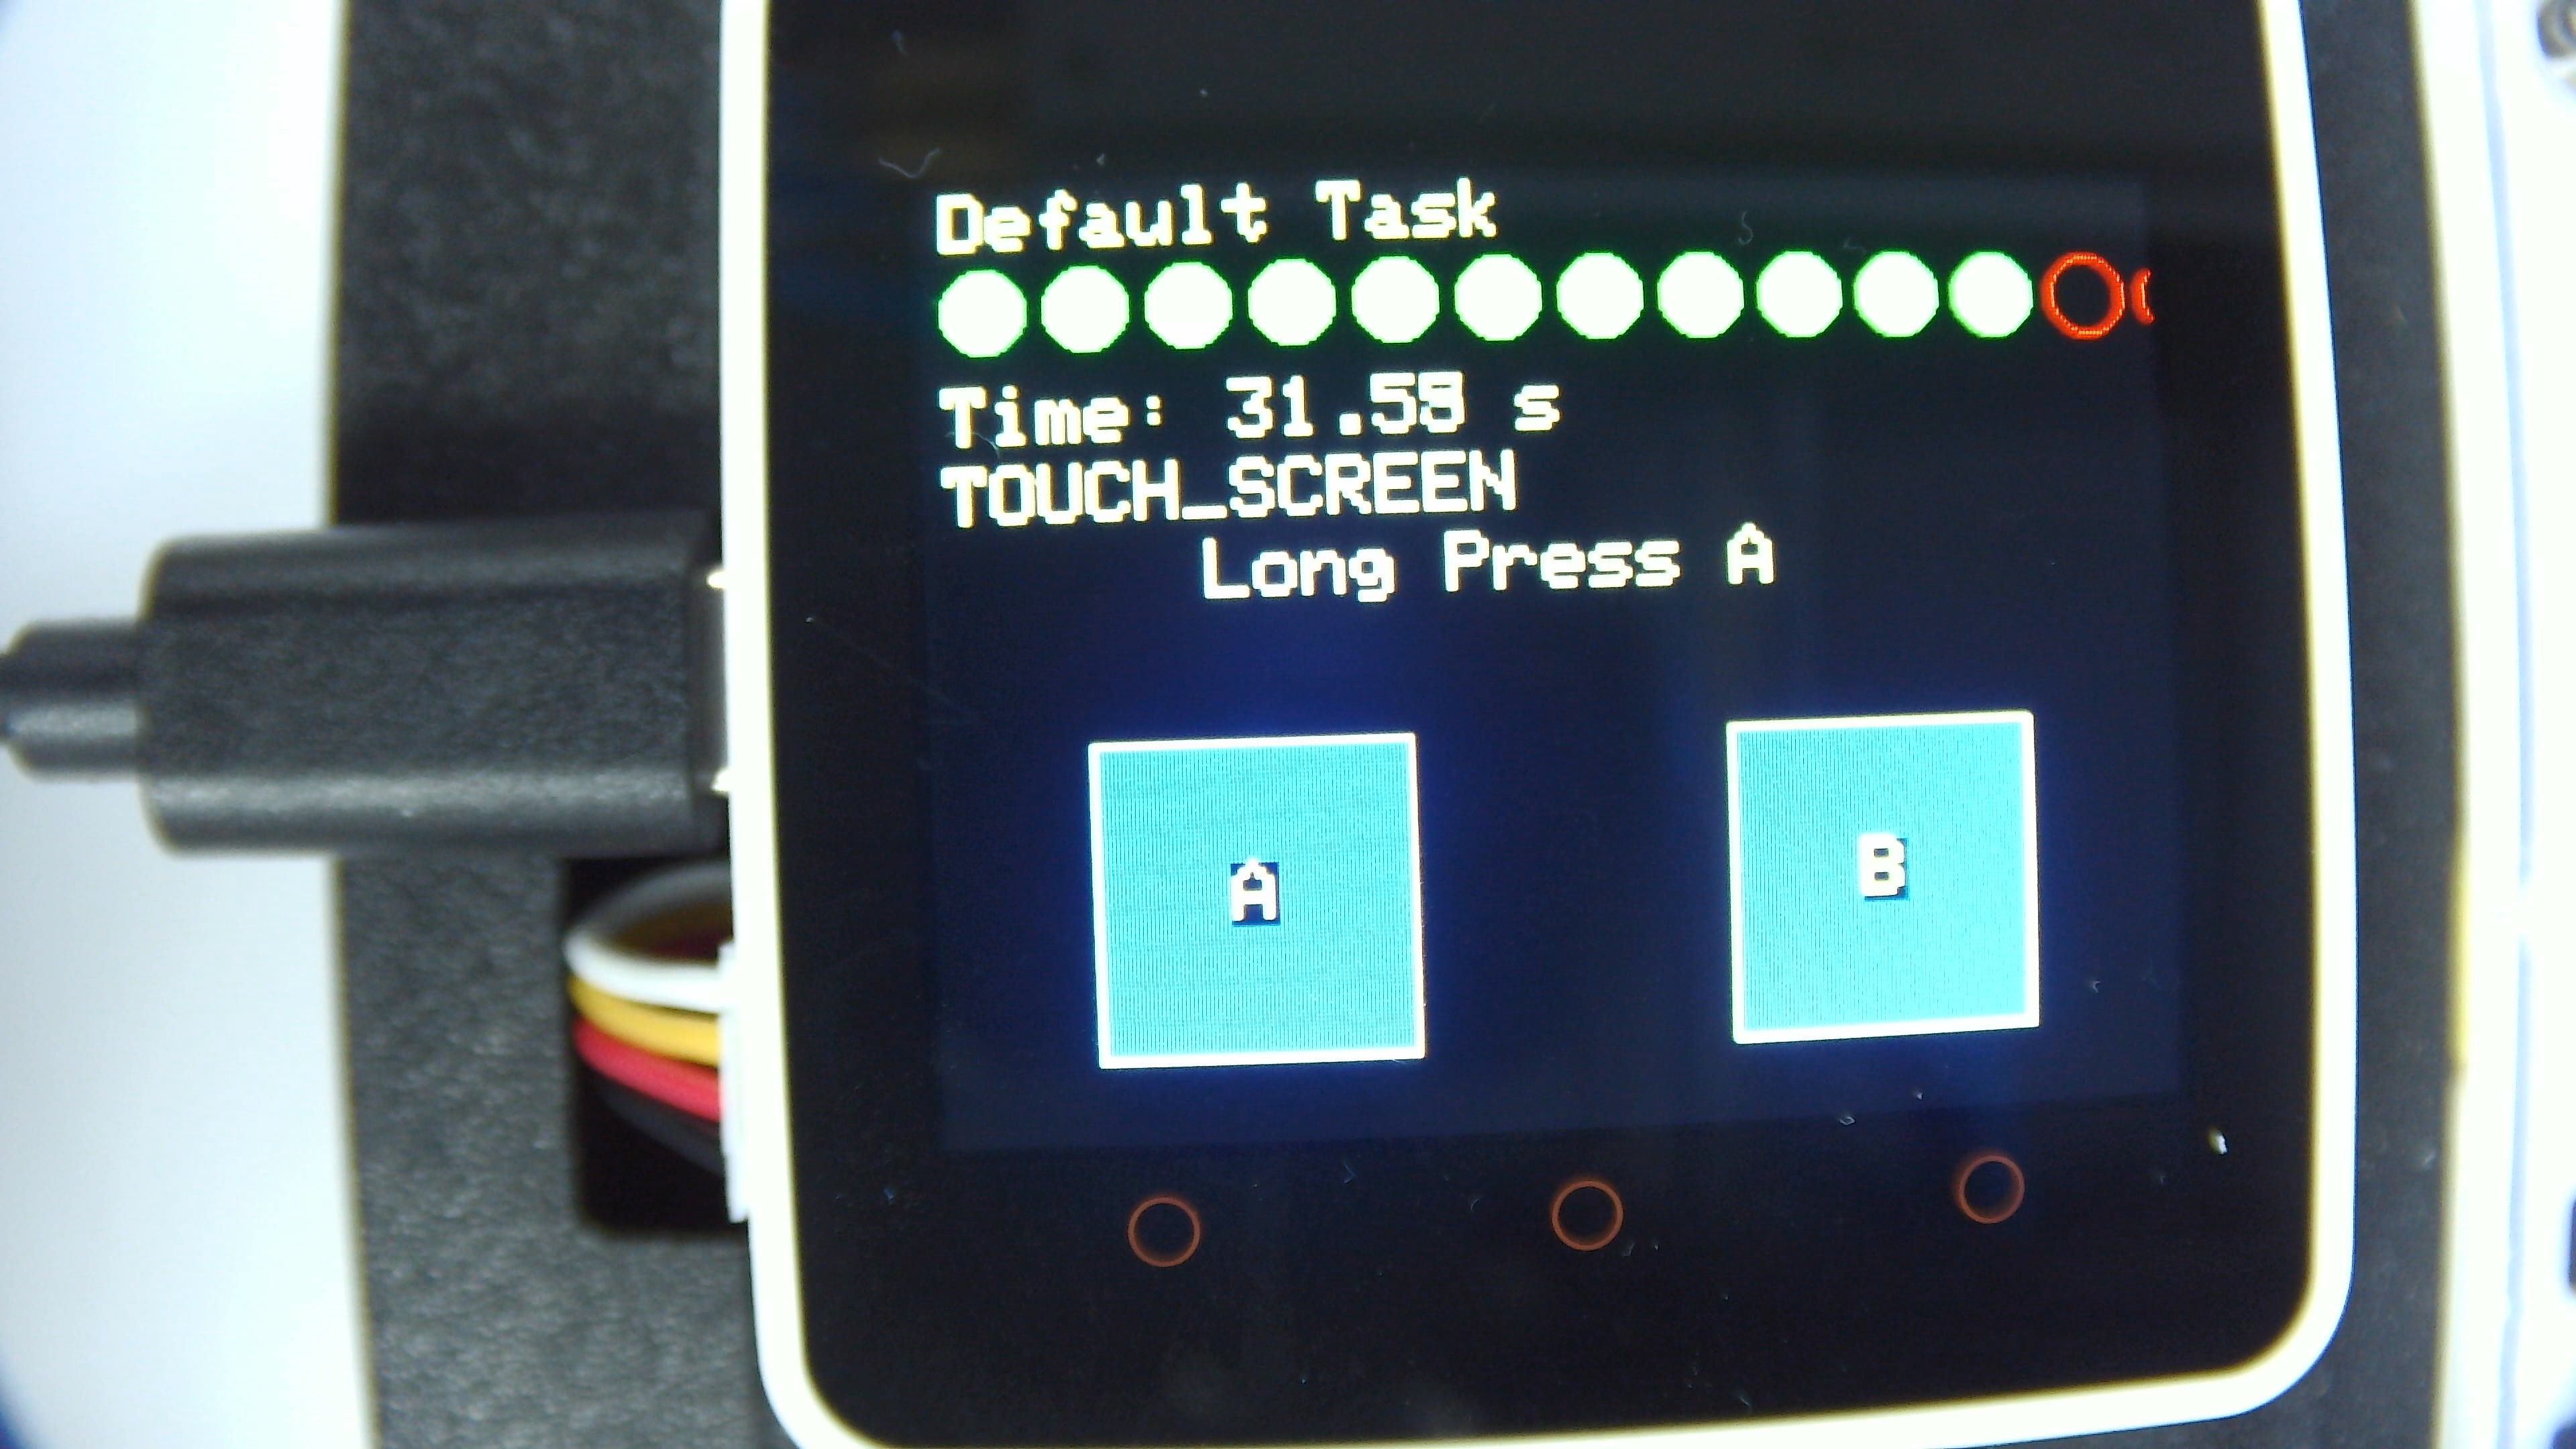 Default Task
Time: 31.58 s
TOUCH_SCREEN
Long Press A
A
B